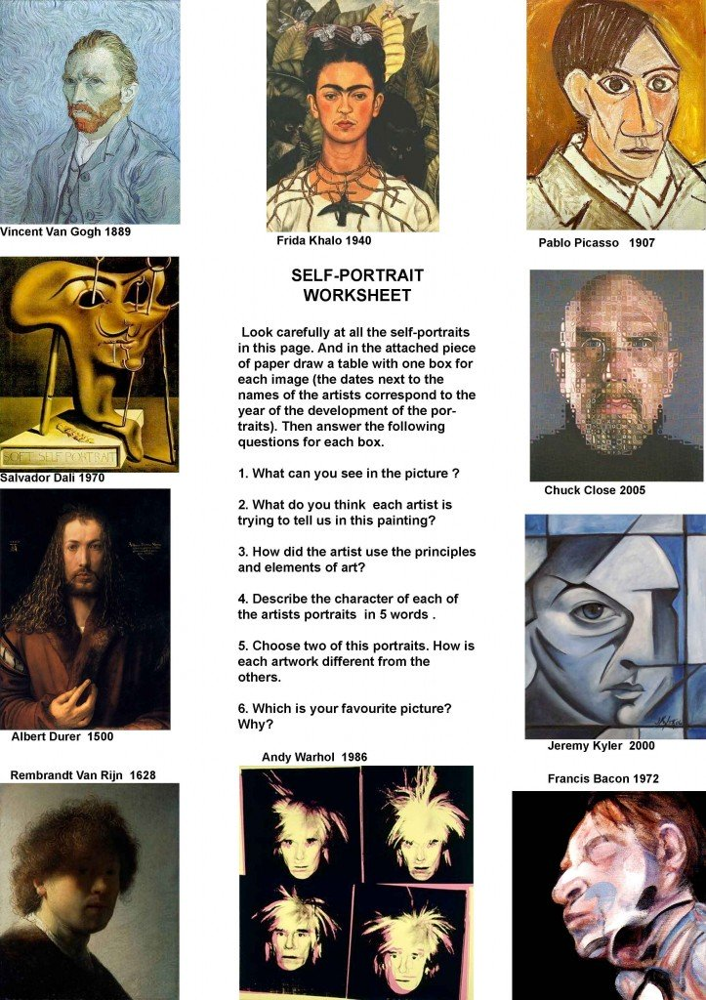 Vincent Van Gogh 1889
Frida Khalo 1940
Pablo Picasso 1907
SELF-PORTRAIT
WORKSHEET
Look carefully at all the self-portraits
in this page. And in the attached piece
of paper draw a table with one box for
each image (the dates next to the
names of the artists correspond to the
year of the development of the por-
traits). Then answer the following
questions for each box.
1. What can you see in the picture ?
2. What do you think each artist is
trying to tell us in this painting?
3. How did the artist use the principles
and elements of art?
4. Describe the character of each of
the artists portraits in 5 words .
5. Choose two of this portraits. How is
each artwork different from the
others.
6. Which is your favourite picture?
Why?
SOFT SELF PORTRAIT
Salvador Dali 1970
Chuck Close 2005
Albert Durer 1500
Jeremy Kyler 2000
Rembrandt Van Rijn 1628
Andy Warhol 1986
Francis Bacon 1972